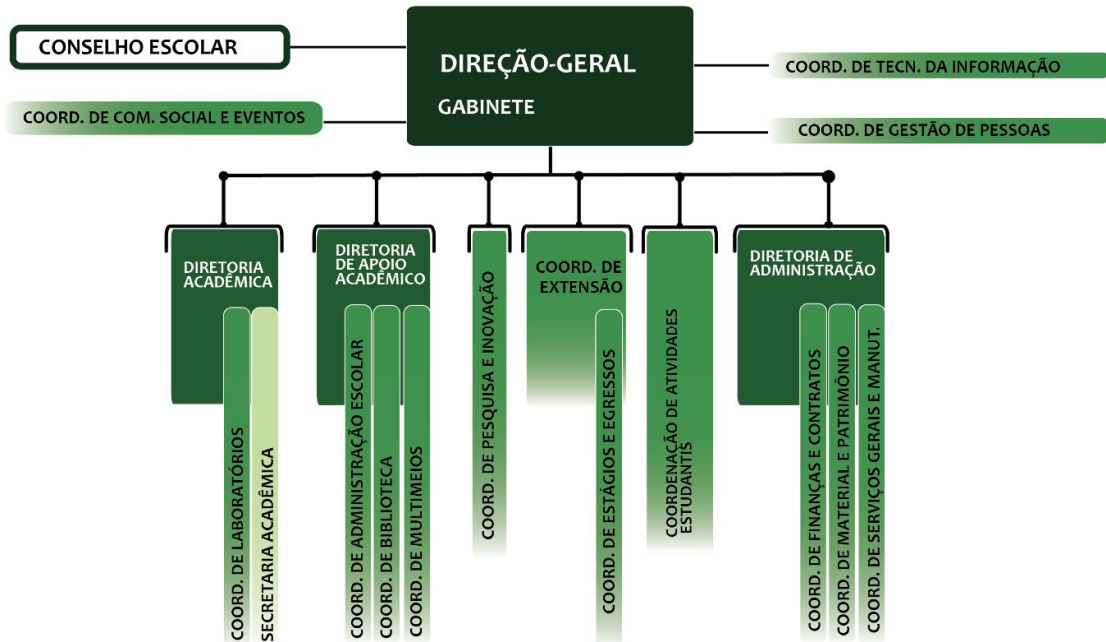 CONSELHO ESCOLAR
COORD. DE COM. SOCIAL E EVENTOS
DIREÇÃO-GERAL
GABINETE
COORD. DE TECN. DA INFORMAÇÃO
COORD. DE GESTÃO DE PESSOAS
DIRETORIA
ACADÊMICA
COORD. DE LABORATÓRIOS
SECRETARIA ACADÊMICA
DIRETORIA
DE APOIO
ACADÊMICO
COORD. DE ADMINISTRAÇÃO ESCOLAR
COORD. DE BIBLIOTECA
COORD. DE MULTIMEIOS
COORD. DE PESQUISA E INOVAÇÃO
COORD. DE
EXTENSÃO
COORD. DE ESTÁGIOS E EGRESSOS
COORDENAÇÃO DE ATIVIDADES
ESTUDANTIS
DIRETORIA DE
ADMINISTRAÇÃO
COORD. DE FINANÇAS E CONTRATOS
COORD. DE MATERIAL E PATRIMÔNIO
COORD. DE SERVIÇOS GERAIS E MANUT.